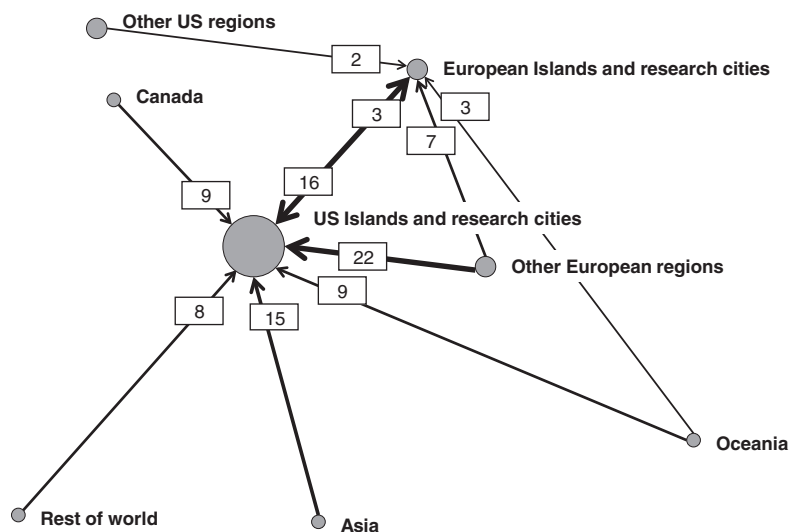 Other US regions
2
European Islands and research cities
Canada
3
3
7
9
16
US Islands and research cities
22
Other European regions
9
8
15
Oceania
Rest of world
Asia